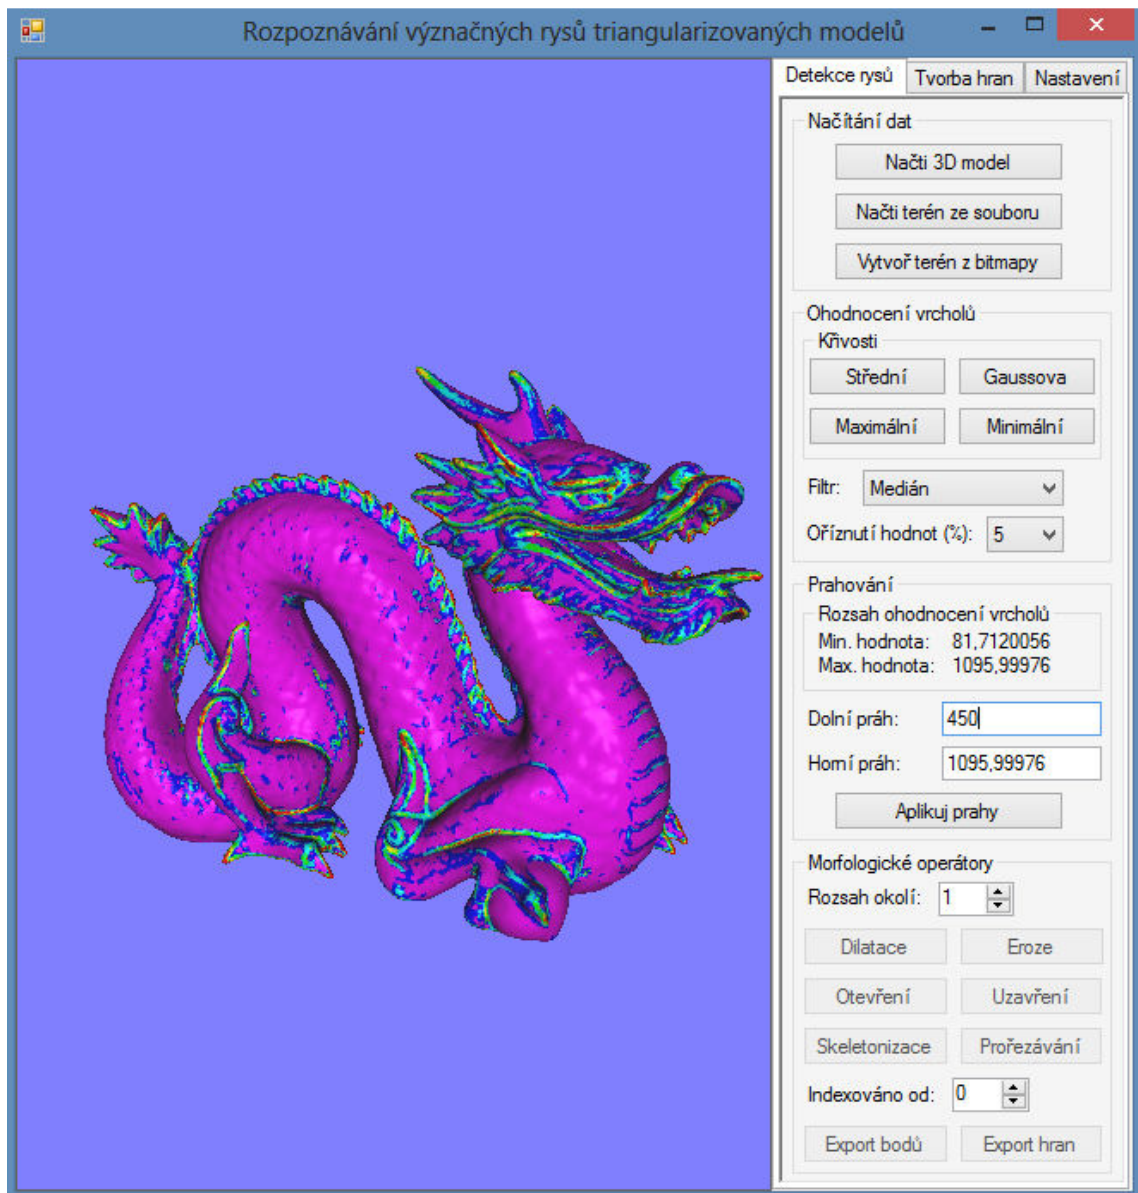 Rozpoznávání význačných rysů triangularizovaných modelů
Detekce rysů Tvorba hran Nastavení
Načítání dat
Načti 3D model
Načti terén ze souboru
Vytvoř terén z bitmapy
Ohodnocení vrcholů
Křivosti
Střední Gaussova
Maximální Minimální
Filtr: Medián
Oříznutí hodnot (%): 5
Prahování
Rozsah ohodnocení vrcholů
Min. hodnota: 81,7120056
Max. hodnota: 1095,99976
Dolní práh: 450
Horní práh: 1095,99976
Aplikuj prahy
Morfologické operátory
Rozsah okolí: 1
Dilatace Eroze
Otevření Uzavření
Skeletonizace Prořezávání
Indexováno od: 0
Export bodů Export hran